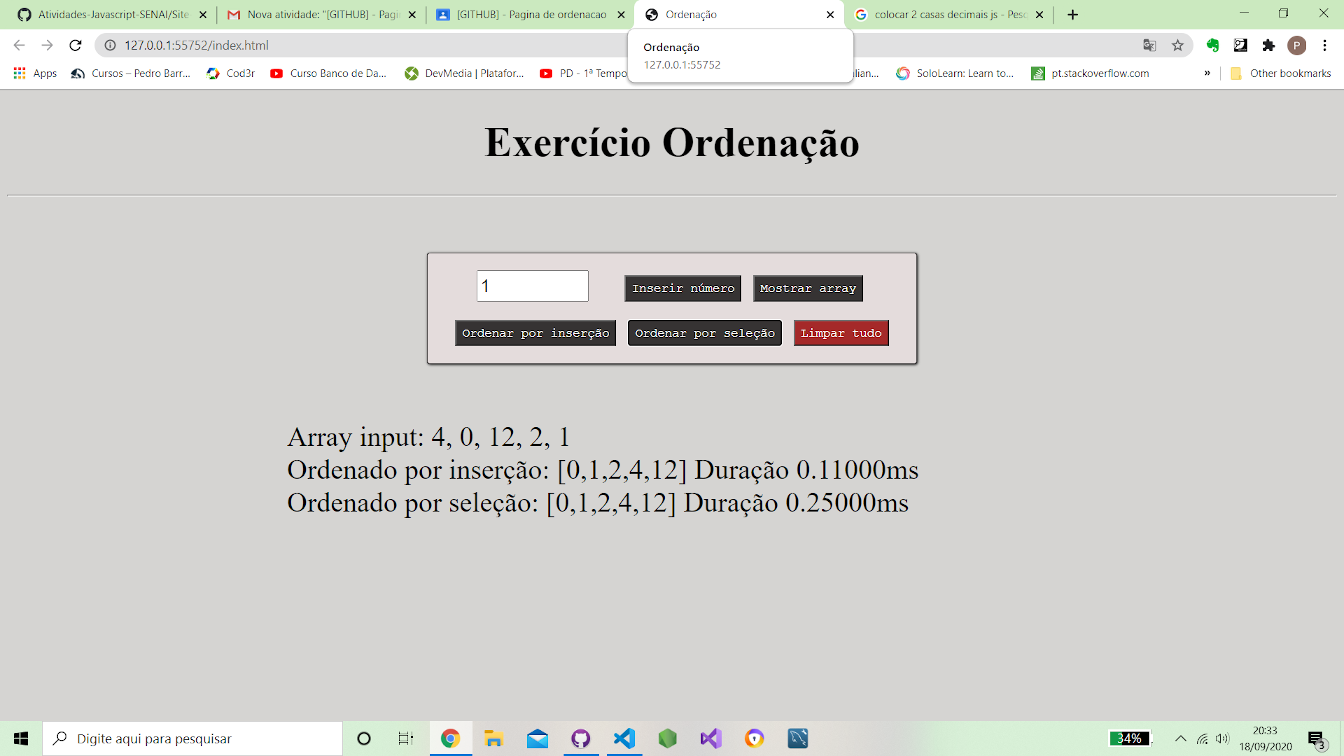 Atividades-Javascript-SENAI/Site
Nova atividade: "[GITHUB] - Pagin
[GITHUB] - Pagina de ordenacao
Ordenação
colocar 2 casas decimais js - Pesq
127.0.0.1:55752/index.html
Ordenação
127.0.0.1:55752
Apps
Cursos – Pedro Barr...
Cod3r
Curso Banco de Da...
DevMedia | Platafor...
PD - 1ª Tempo
ilian...
SoloLearn: Learn to...
pt.stackoverflow.com
»
Other bookmarks
P
Exercício Ordenação
1
Inserir número
Mostrar array
Ordenar por inserção
Ordenar por seleção
Limpar tudo
Array input: 4, 0, 12, 2, 1
Ordenado por inserção: [0,1,2,4,12] Duração 0.11000ms
Ordenado por seleção: [0,1,2,4,12] Duração 0.25000ms
Digite aqui para pesquisar
34%
20:33
18/09/2020
3